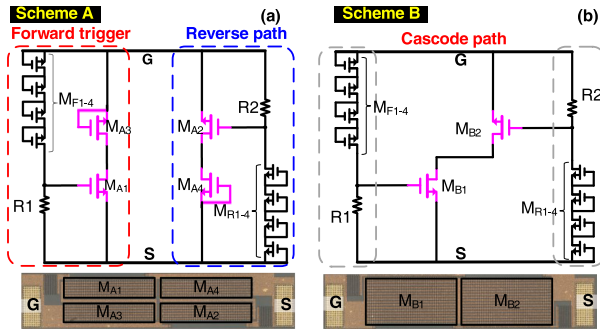 Scheme A
(a)
Forward trigger
Reverse path
G
MF1-4
MA3
MA2
R2
MA1
MA4
R1
MR1-4
S
G
MA1
MA4
MA3
MA2
S
Scheme B
(b)
Cascode path
G
MF1-4
R2
MB2
MB1
R1
MR1-4
S
G
MB1
MB2
S